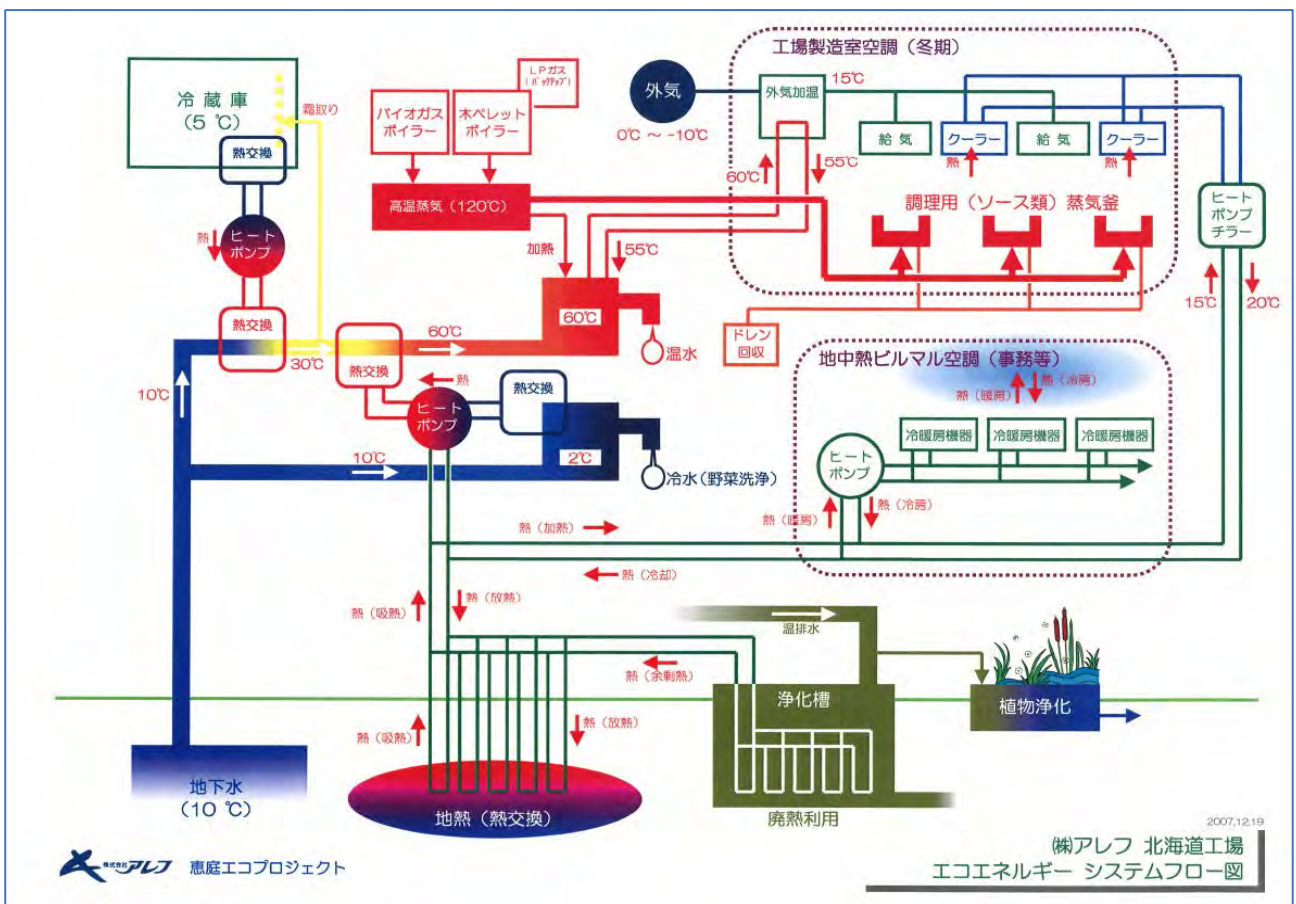 冷蔵庫
(5 ℃)
霜取り
熱交換
熱
ヒート
ポンプ
熱交換
30℃
10℃
LPガス
(バックアップ)
バイオガス
ボイラー
木ペレット
ボイラー
高温蒸気(120℃)
加熱
55℃
60℃
60℃
温水
熱交換
熱
ヒート
ポンプ
熱交換
10℃
2℃
冷水(野菜洗浄)
工場製造室空調(冬期)
外気
0℃ ~ -10℃
外気加温
15℃
60℃
55℃
給気
クーラー
給気
クーラー
熱
熱
調理用(ソース類)蒸気釜
ドレン
回収
ヒート
ポンプ
チラー
15℃
20℃
地中熱ビルマル空調(事務等)
熱(冷房)
熱(暖房)
冷暖房機器
冷暖房機器
冷暖房機器
ヒート
ポンプ
熱(暖房)
熱(冷房)
熱(加熱)
熱(冷却)
熱(吸熱)
熱(放熱)
温排水
熱(余剰熱)
浄化槽
植物浄化
熱(吸熱)
熱(放熱)
地下水
(10 ℃)
地熱(熱交換)
廃熱利用
2007,12,19
㈱アレフ 北海道工場
エコエネルギー システムフロー図
株式会社アレフ 恵庭エコプロジェクト